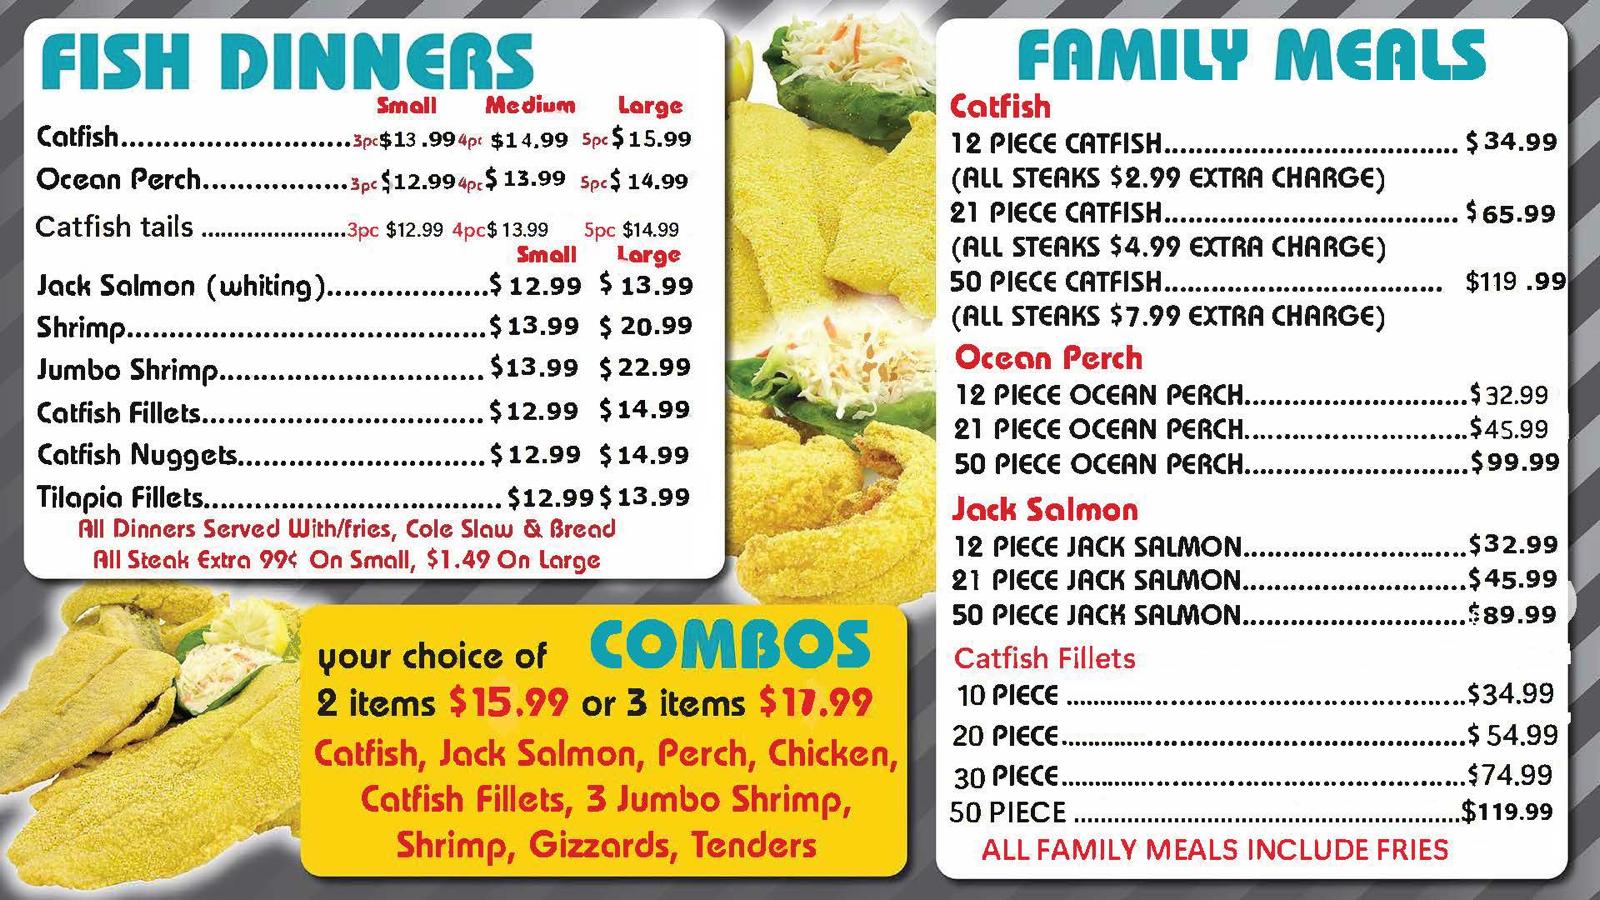 FISH DINNERS
Small Medium Large
Catfish..............................3pc$13.99 4pc $14.99 5pc $15.99
Ocean Perch..................3pc $12.99 4pc $13.99 5pc $14.99
Catfish tails ......................3pc $12.99 4pc $13.99 5pc $14.99
Small Large
Jack Salmon (whiting)....................$12.99 $13.99
Shrimp............................................$13.99 $20.99
Jumbo Shrimp.................................$13.99 $22.99
Catfish Fillets...................................$12.99 $14.99
Catfish Nuggets..............................$12.99 $14.99
Tilapia Fillets.....................................$12.99 $13.99
All Dinners Served With/fries, Cole Slaw & Bread
All Steak Extra 99¢ On Small, $1.49 On Large
your choice of COMBOS
2 items $15.99 or 3 items $17.99
Catfish, Jack Salmon, Perch, Chicken,
Catfish Fillets, 3 Jumbo Shrimp,
Shrimp, Gizzards, Tenders
FAMILY MEALS
Catfish
12 PIECE CATFISH.................................... $34.99
(ALL STEAKS $2.99 EXTRA CHARGE)
21 PIECE CATFISH.................................... $65.99
(ALL STEAKS $4.99 EXTRA CHARGE)
50 PIECE CATFISH.................................. $119 .99
(ALL STEAKS $7.99 EXTRA CHARGE)
Ocean Perch
12 PIECE OCEAN PERCH...........................$32.99
21 PIECE OCEAN PERCH...........................$45.99
50 PIECE OCEAN PERCH...........................$99.99
Jack Salmon
12 PIECE JACK SALMON...........................$32.99
21 PIECE JACK SALMON...........................$45.99
50 PIECE JACK SALMON...........................$89.99
Catfish Fillets
10 PIECE .................................................$34.99
20 PIECE..................................................$ 54.99
30 PIECE..................................................$74.99
50 PIECE .................................................$119.99
ALL FAMILY MEALS INCLUDE FRIES